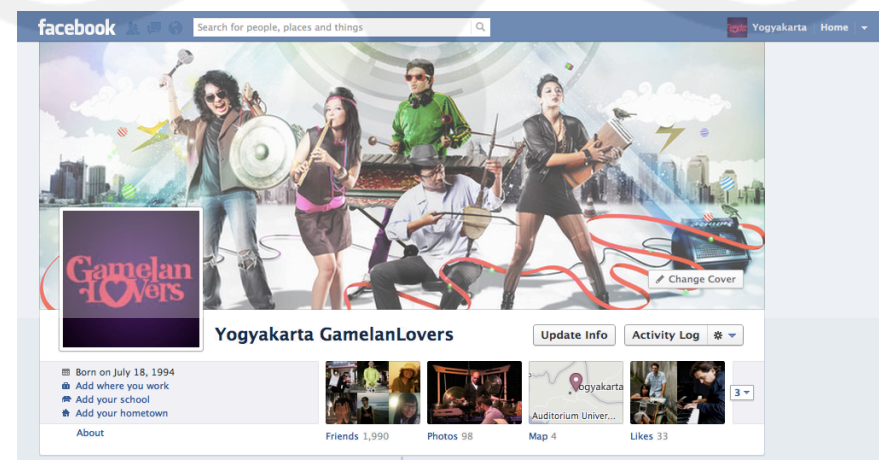 facebook
Search for people, places and things
Yogyakarta
Home
Change Cover
Gamelan
Lovers
Yogyakarta GamelanLovers
Update Info
Activity Log
Born on July 18, 1994
Add where you work
Add your school
Add your hometown
About
Yogyakarta
Auditorium Univer...
3
Friends 1,990
Photos 98
Map 4
Likes 33